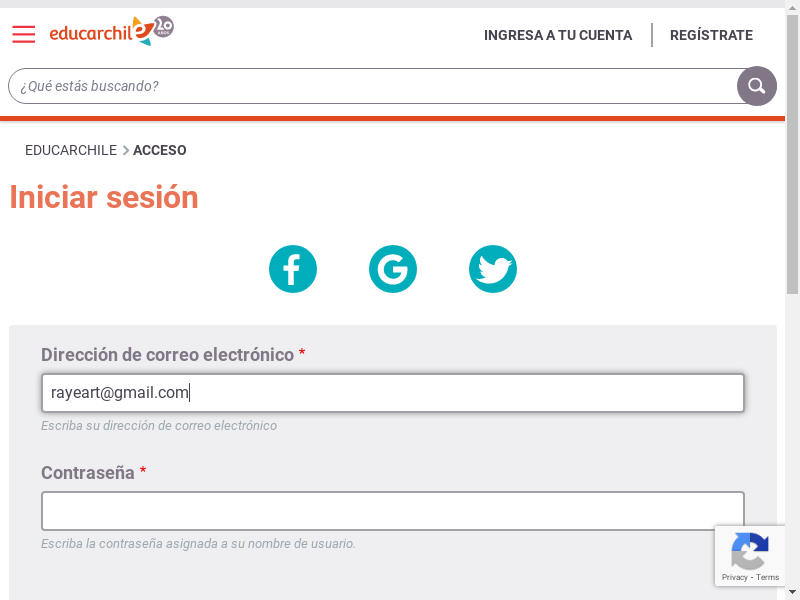 educarchile 20 AÑOS
INGRESA A TU CUENTA
REGÍSTRATE
¿Qué estás buscando?
EDUCARCHILE > ACCESO
Iniciar sesión
Dirección de correo electrónico *
rayeart@gmail.com
Escriba su dirección de correo electrónico
Contraseña *
Escriba la contraseña asignada a su nombre de usuario.
Privacy - Terms